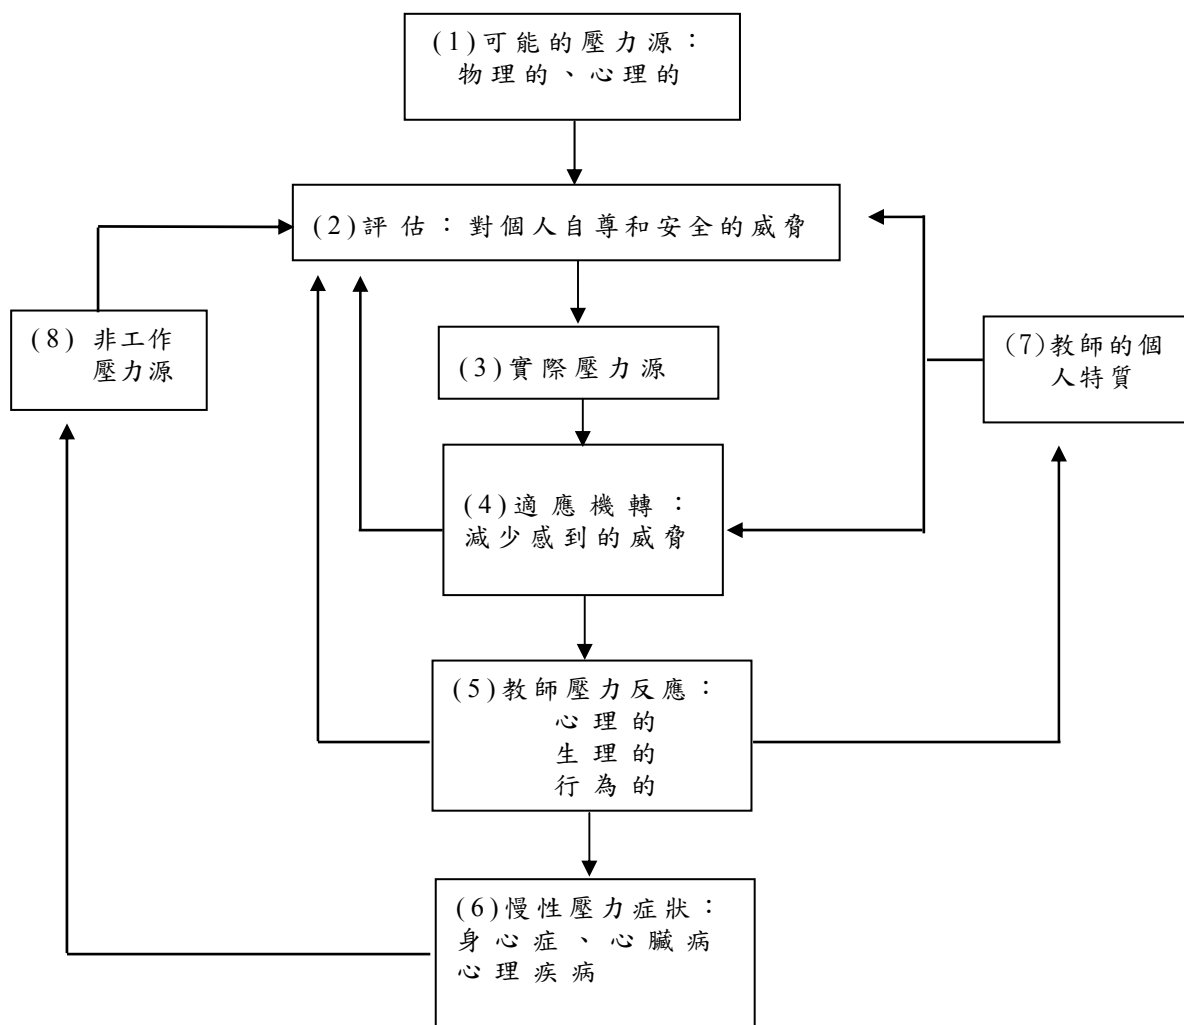 (1)可能的壓力源：
物理的、心理的
(2)評估：對個人自尊和安全的威脅
(8) 非工作
壓力源
(3)實際壓力源
(7)教師的個
人特質
(4)適應機轉：
減少感到的威脅
(5)教師壓力反應：
心理的
生理的
行為的
(6)慢性壓力症狀：
身心症、心臟病
心理疾病